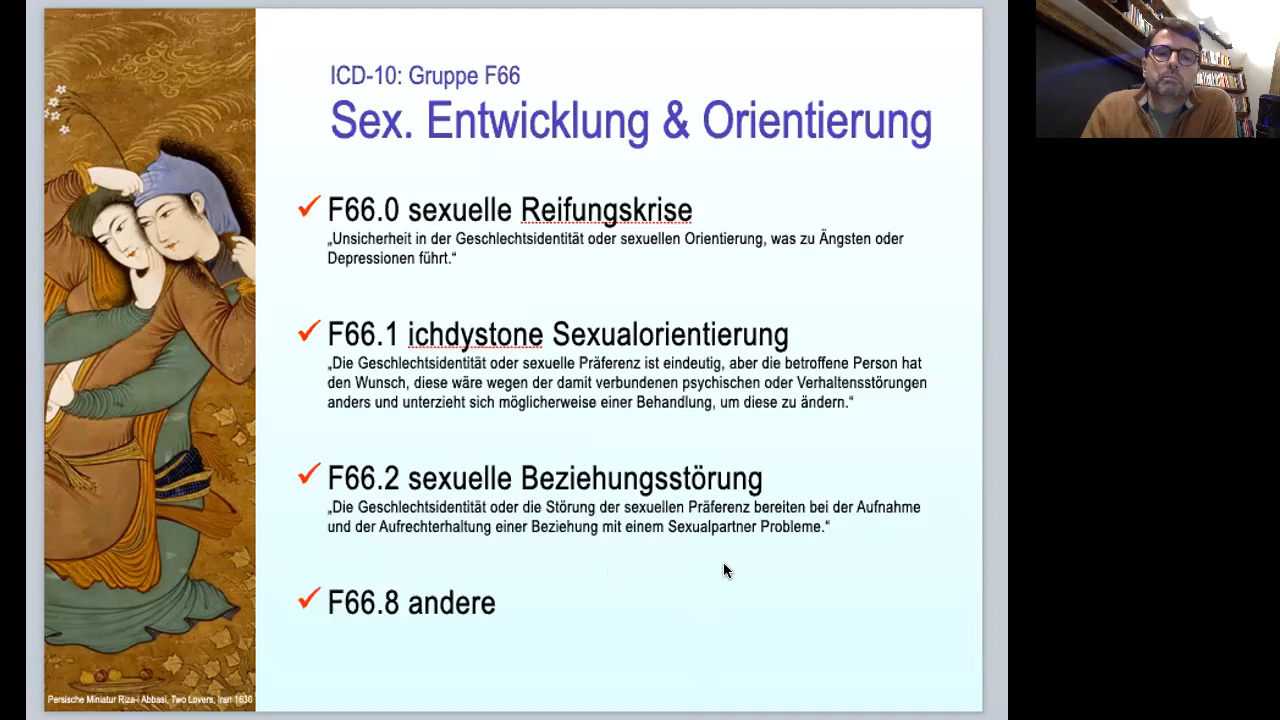 ICD-10: Gruppe F66
Sex. Entwicklung & Orientierung
✓ F66.0 sexuelle Reifungskrise
„Unsicherheit in der Geschlechtsidentität oder sexuellen Orientierung, was zu Ängsten oder
Depressionen führt.“
✓ F66.1 ichdystone Sexualorientierung
„Die Geschlechtsidentität oder sexuelle Präferenz ist eindeutig, aber die betroffene Person hat
den Wunsch, diese wäre wegen der damit verbundenen psychischen oder Verhaltensstörungen
anders und unterzieht sich möglicherweise einer Behandlung, um diese zu ändern.“
✓ F66.2 sexuelle Beziehungsstörung
„Die Geschlechtsidentität oder die Störung der sexuellen Präferenz bereiten bei der Aufnahme
und der Aufrechterhaltung einer Beziehung mit einem Sexualpartner Probleme.“
✓ F66.8 andere
Persische Miniatur Riza-i Abbasi, Two Lovers, Iran 1630